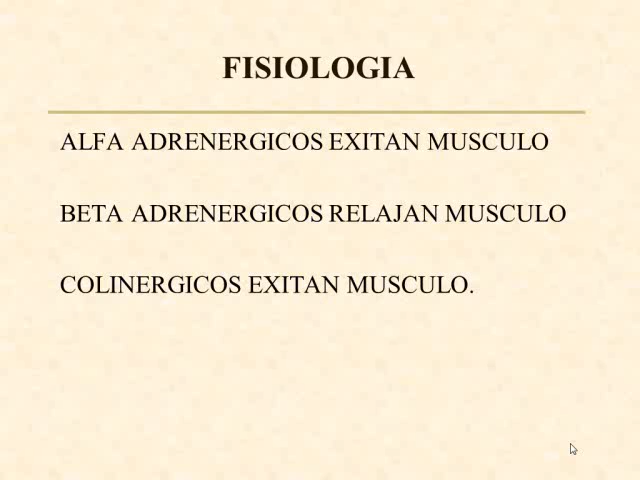 FISIOLOGIA
ALFA ADRENERGICOS EXITAN MUSCULO
BETA ADRENERGICOS RELAJAN MUSCULO
COLINERGICOS EXITAN MUSCULO.